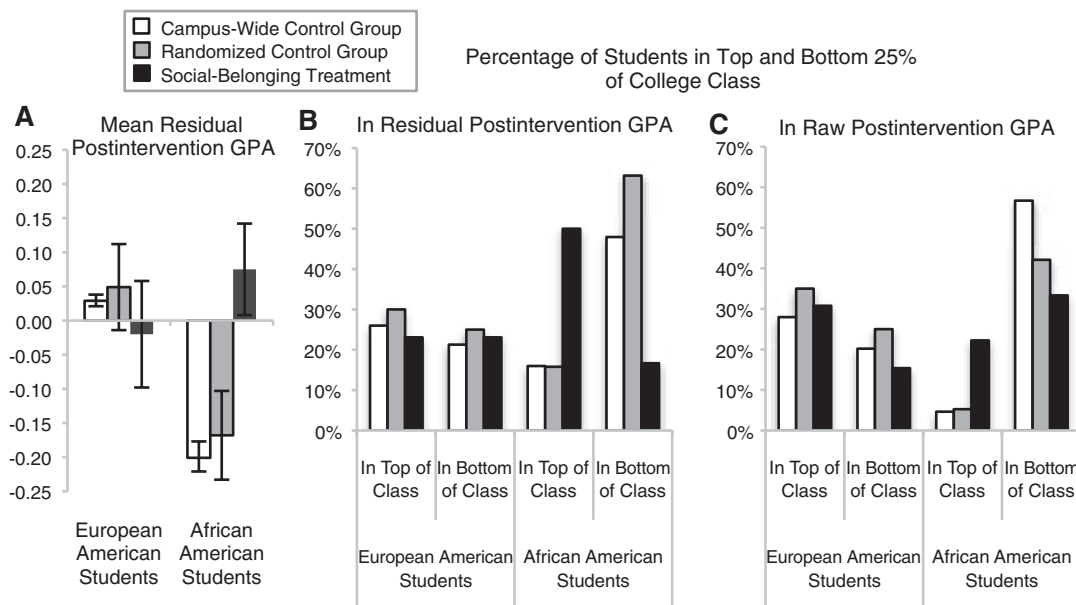 Campus-Wide Control Group
Randomized Control Group
Social-Belonging Treatment
Percentage of Students in Top and Bottom 25%
of College Class
A
Mean Residual
Postintervention GPA
0.25
0.20
0.15
0.10
0.05
0.00
-0.05
-0.10
-0.15
-0.20
-0.25
European
American
Students
African
American
Students
B
In Residual Postintervention GPA
70%
60%
50%
40%
30%
20%
10%
0%
In Top of
Class
In Bottom
of Class
In Top of
Class
In Bottom
of Class
European American
Students
African American
Students
C
In Raw Postintervention GPA
70%
60%
50%
40%
30%
20%
10%
0%
In Top of
Class
In Bottom
of Class
In Top of
Class
In Bottom
of Class
European American
Students
African American
Students